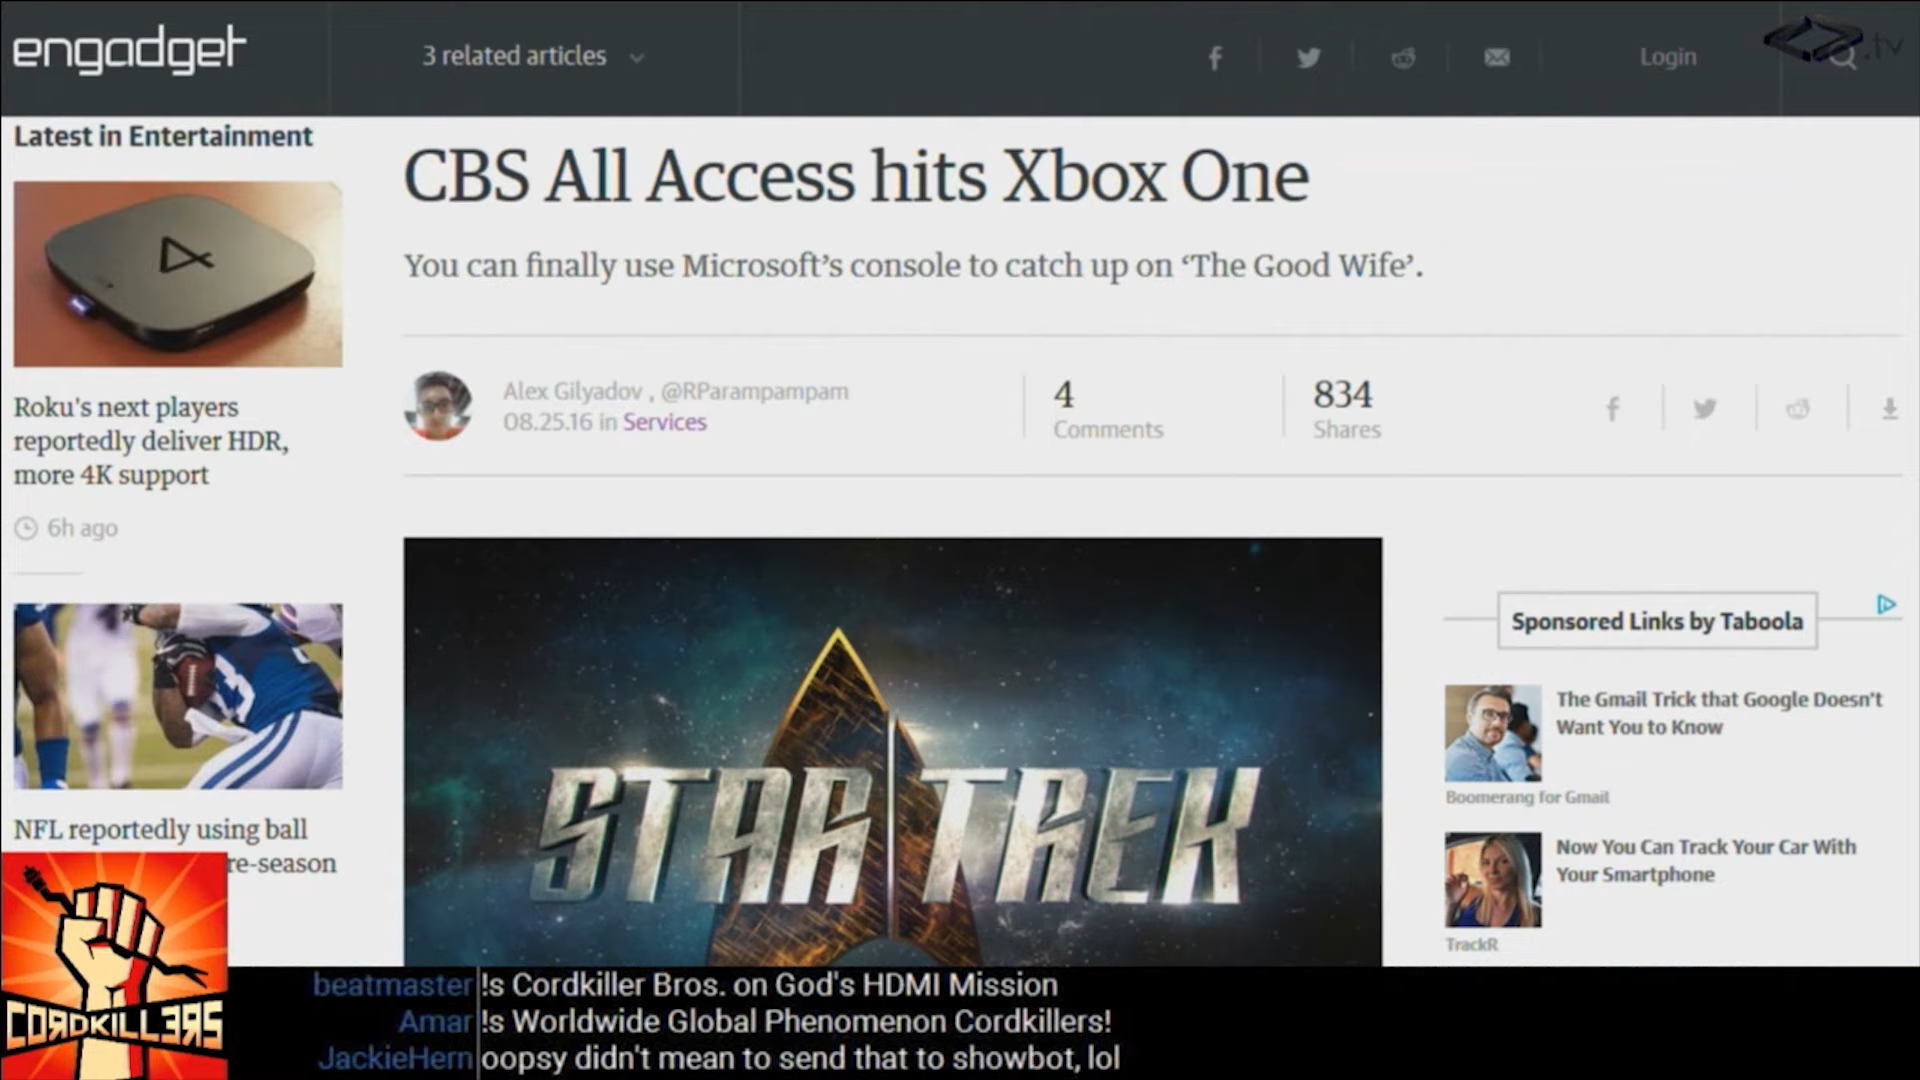 engadget
3 related articles
Login
.tv
Latest in Entertainment
CBS All Access hits Xbox One
You can finally use Microsoft's console to catch up on ‘The Good Wife’.
Alex Gilyadov , @RParampampam
08.25.16 in Services
4
Comments
834
Shares
Roku's next players
reportedly deliver HDR,
more 4K support
6h ago
NFL reportedly using ball
re-season
STAR TREK
Sponsored Links by Taboola
The Gmail Trick that Google Doesn't
Want You to Know
Boomerang for Gmail
Now You Can Track Your Car With
Your Smartphone
TrackR
CORDKILLERS
beatmaster !s Cordkiller Bros. on God's HDMI Mission
Amar !s Worldwide Global Phenomenon Cordkillers!
JackieHern oopsy didn't mean to send that to showbot, lol